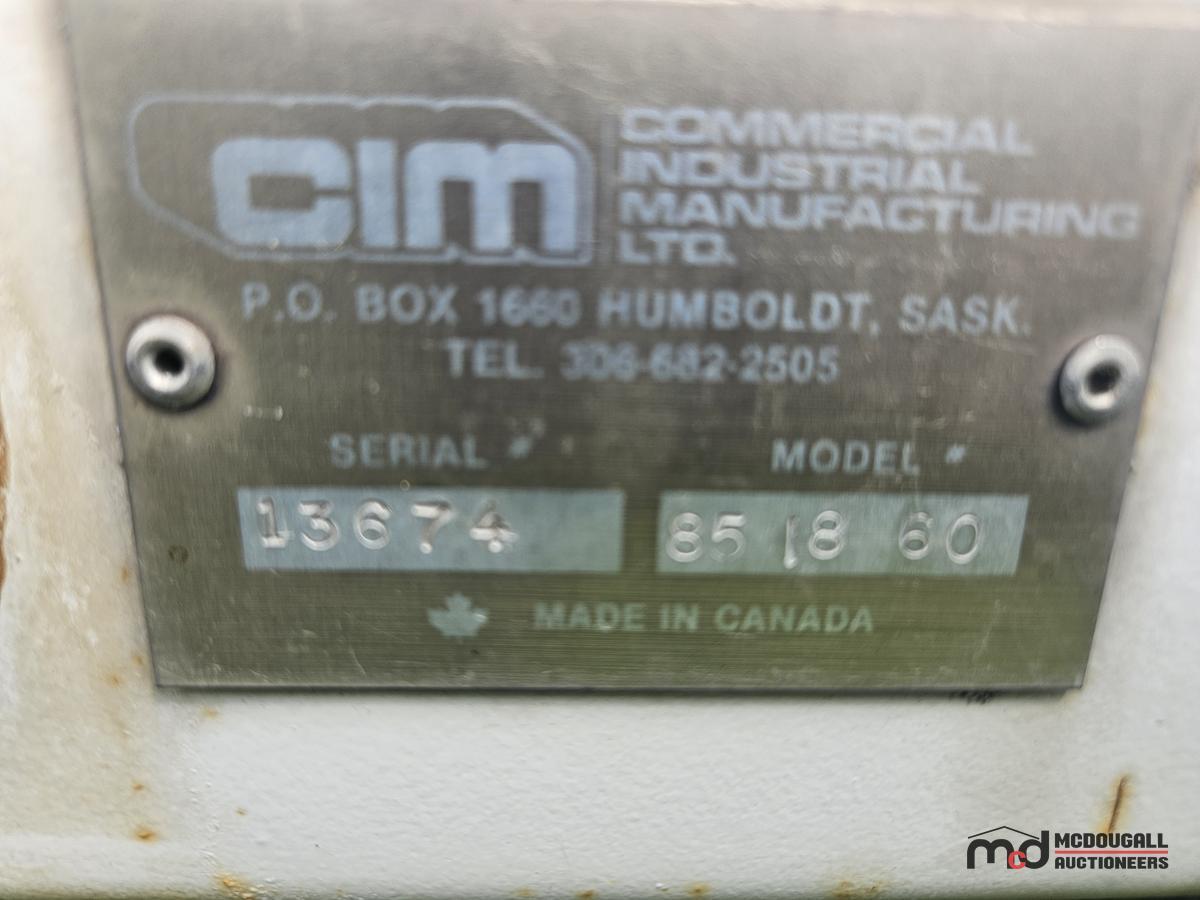 CIM
COMMERCIAL
INDUSTRIAL
MANUFACTURING
LTD.
P.O. BOX 1660 HUMBOLDT, SASK.
TEL. 306-682-2505
SERIAL # MODEL #
13674 85 18 60
MADE IN CANADA
mcd MCDOUGALL
AUCTIONEERS